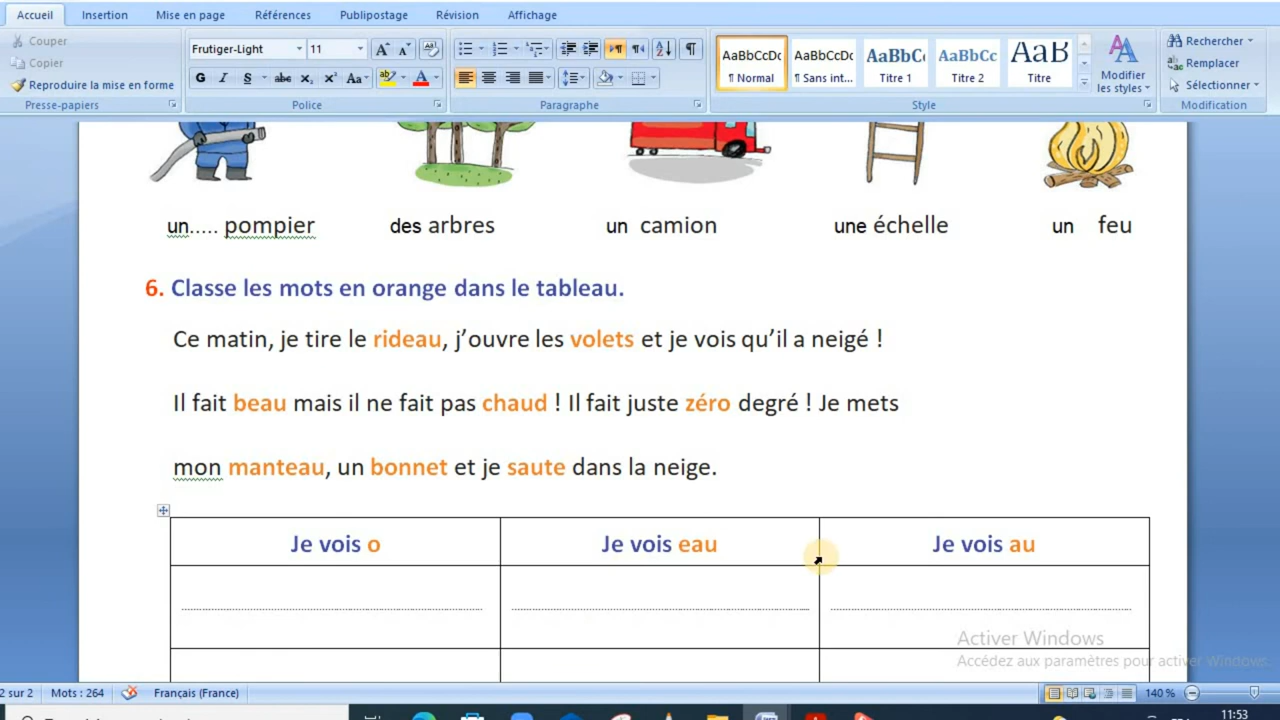 Accueil Insertion Mise en page Références Publipostage Révision Affichage
Couper
Copier
Reproduire la mise en forme
Presse-papiers
Frutiger-Light 11
G I S abc X₂ X² Aa
Police
Paragraphe
AaBbCcDc AaBbCcDc AaBbC AaBbCc AaB
¶ Normal ¶ Sans int... Titre 1 Titre 2 Titre
Modifier les styles
Style
Rechercher
Remplacer
Sélectionner
Modification
un..... pompier des arbres un camion une échelle un feu
6. Classe les mots en orange dans le tableau.
Ce matin, je tire le rideau, j’ouvre les volets et je vois qu’il a neigé !
Il fait beau mais il ne fait pas chaud ! Il fait juste zéro degré ! Je mets
mon manteau, un bonnet et je saute dans la neige.
Je vois o Je vois eau Je vois au
Activer Windows
Accédez aux paramètres pour activer Windows.
2 sur 2 Mots : 264 Français (France) 140 %
11:53